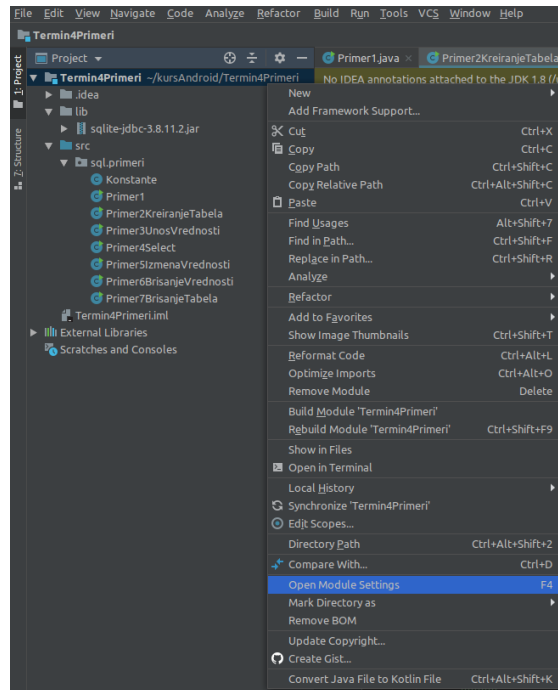 File Edit View Navigate Code Analyze Refactor Build Run Tools VCS Window Help
Termin4Primeri
1: Project
Z: Structure
Project
Primer1.java
Primer2KreiranjeTabela
Termin4Primeri ~/kursAndroid/Termin4Primeri
No IDEA annotations attached to the JDK 1.8 (/u
.idea
lib
sqlite-jdbc-3.8.11.2.jar
src
sql.primeri
Konstante
Primer1
Primer2KreiranjeTabela
Primer3UnosVrednosti
Primer4Select
Primer5IzmenaVrednosti
Primer6BrisanjeVrednosti
Primer7BrisanjeTabela
Termin4Primeri.iml
External Libraries
Scratches and Consoles
New
Add Framework Support...
Cut Ctrl+X
Copy Ctrl+C
Copy Path Ctrl+Shift+C
Copy Relative Path Ctrl+Alt+Shift+C
Paste Ctrl+V
Find Usages Alt+Shift+7
Find in Path... Ctrl+Shift+F
Replace in Path... Ctrl+Shift+R
Analyze
Refactor
Add to Favorites
Show Image Thumbnails Ctrl+Shift+T
Reformat Code Ctrl+Alt+L
Optimize Imports Ctrl+Alt+O
Remove Module Delete
Build Module 'Termin4Primeri'
Rebuild Module 'Termin4Primeri' Ctrl+Shift+F9
Show in Files
Open in Terminal
Local History
Synchronize 'Termin4Primeri'
Edit Scopes...
Directory Path Ctrl+Alt+Shift+2
Compare With... Ctrl+D
Open Module Settings F4
Mark Directory as
Remove BOM
Update Copyright...
Create Gist...
Convert Java File to Kotlin File Ctrl+Alt+Shift+K